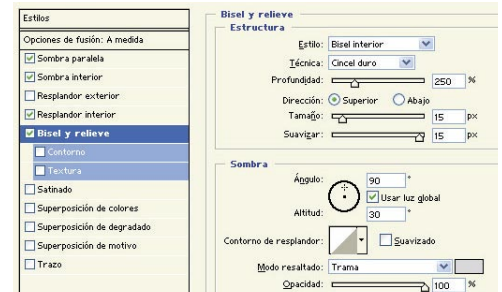 Estilos
Opciones de fusión: A medida
Sombra paralela
Sombra interior
Resplandor exterior
Resplandor interior
Bisel y relieve
Contorno
Textura
Satinado
Superposición de colores
Superposición de degradado
Superposición de motivo
Trazo
Bisel y relieve
Estructura
Estilo: Bisel interior
Técnica: Cincel duro
Profundidad: 250 %
Dirección: Superior Abajo
Tamaño: 15 px
Suavizar: 15 px
Sombra
Ángulo: 90 °
Usar luz global
Altitud: 30 °
Contorno de resplandor: Suavizado
Modo resaltado: Trama
Opacidad: 100 %